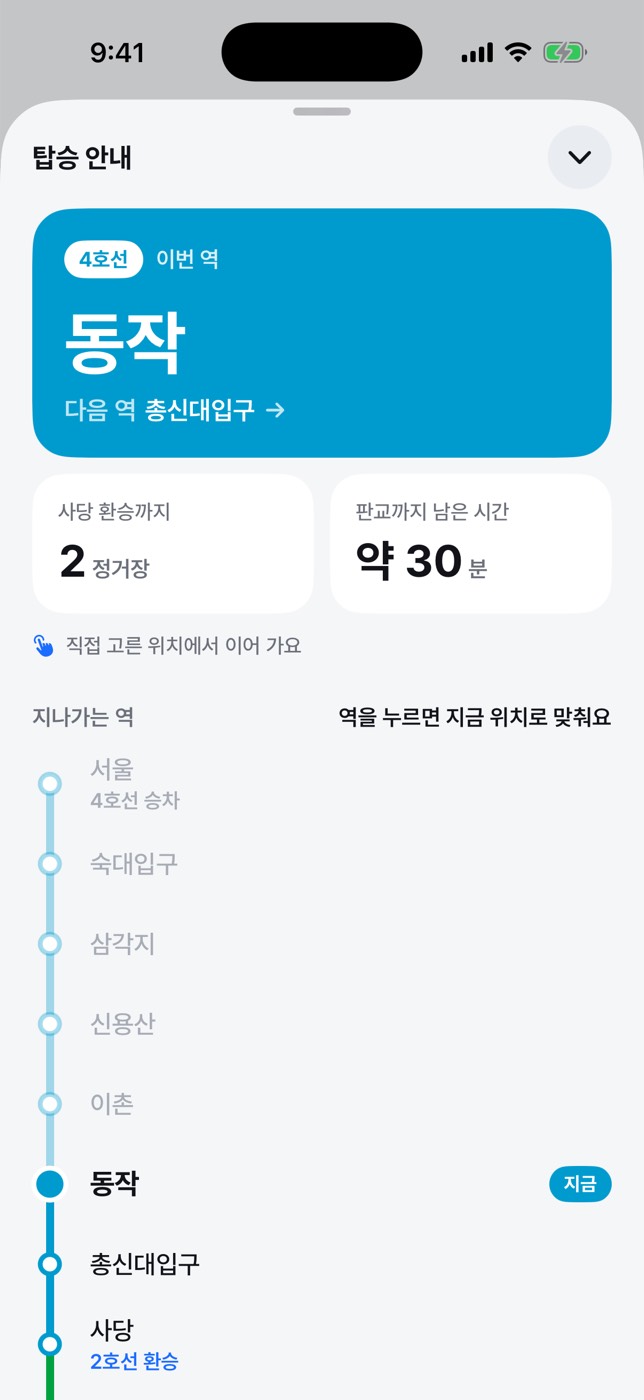 9:41
탑승 안내
4호선 이번 역
동작
다음 역 총신대입구 →
사당 환승까지
2 정거장
판교까지 남은 시간
약 30 분
직접 고른 위치에서 이어 가요
지나가는 역
역을 누르면 지금 위치로 맞춰요
서울
4호선 승차
숙대입구
삼각지
신용산
이촌
동작
지금
총신대입구
사당
2호선 환승